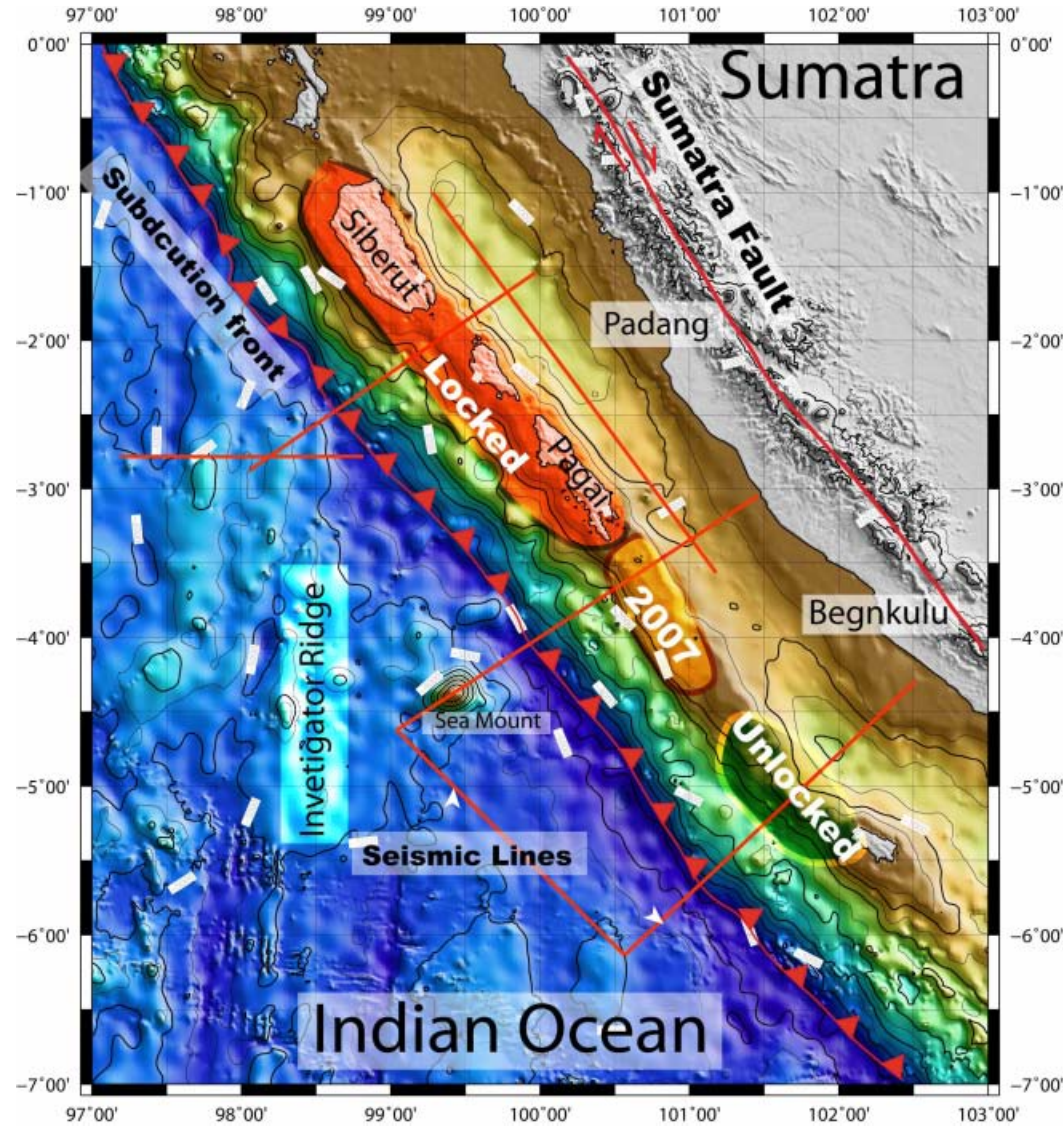 97°00' 98°00' 99°00' 100°00' 101°00' 102°00' 103°00'
0°00' 0°00'
Sumatra
Sumatra Fault
−1°00' −1°00'
Subdcution front
Siberut
Padang
−2°00' −2°00'
Locked
Pagai
−3°00' −3°00'
2007
Begnkulu
−4°00' −4°00'
Invetigator Ridge
Sea Mount
Unlocked
−5°00' −5°00'
Seismic Lines
−6°00' −6°00'
Indian Ocean
−7°00' −7°00'
97°00' 98°00' 99°00' 100°00' 101°00' 102°00' 103°00'